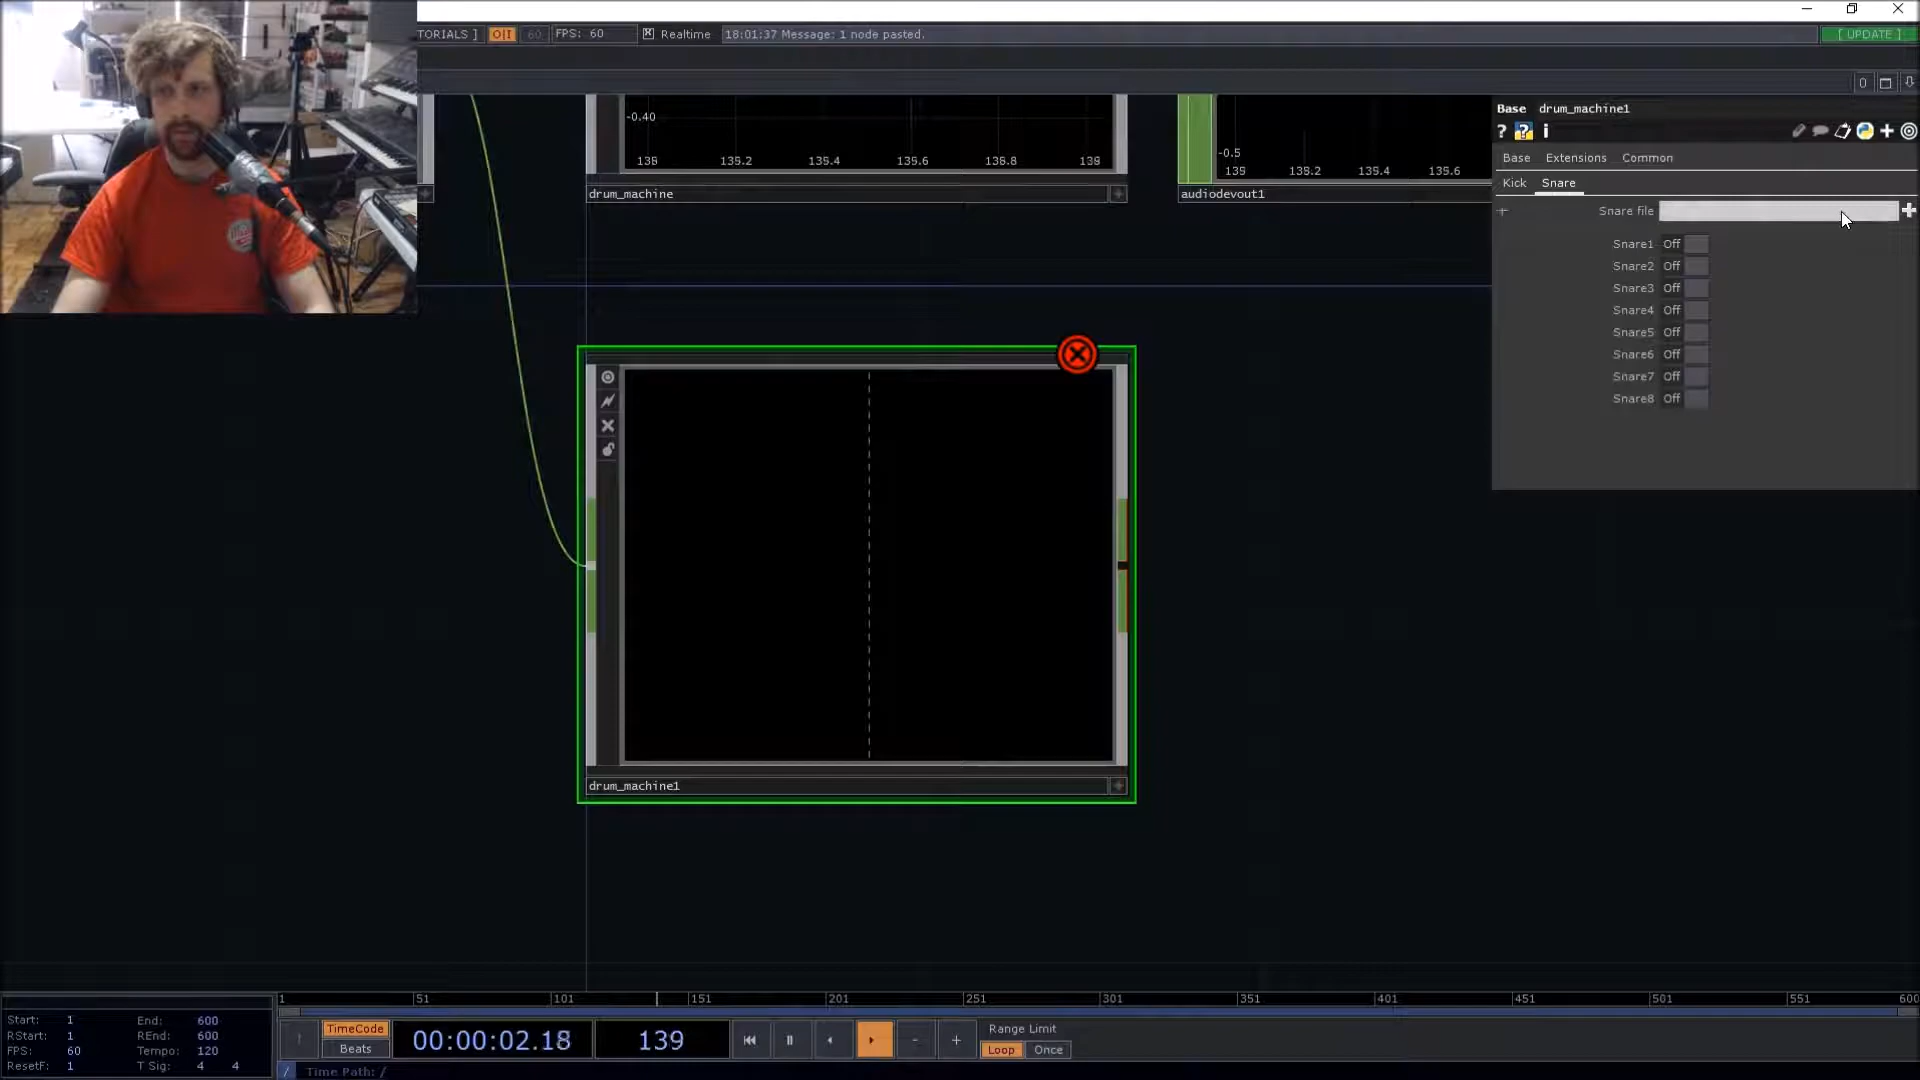 TORIALS ] O|I 60 FPS: 60 Realtime 18:01:37 Message: 1 node pasted. [ UPDATE ]
0
-0.40
138 135.2 135.4 135.6 138.8 139
drum_machine
-0.5
139 135.2 135.4 135.6
audiodevout1
Base drum_machine1
? ? i
Base Extensions Common
Kick Snare
Snare file
Snare1 Off
Snare2 Off
Snare3 Off
Snare4 Off
Snare5 Off
Snare6 Off
Snare7 Off
Snare8 Off
drum_machine1
1 51 101 151 201 251 301 351 401 451 501 551 600
Start: 1 End: 600
RStart: 1 REnd: 600
FPS: 60 Tempo: 120
ResetF: 1 T Sig: 4 4
TimeCode
Beats
00:00:02.18 139
- +
Range Limit
Loop Once
/ Time Path: /